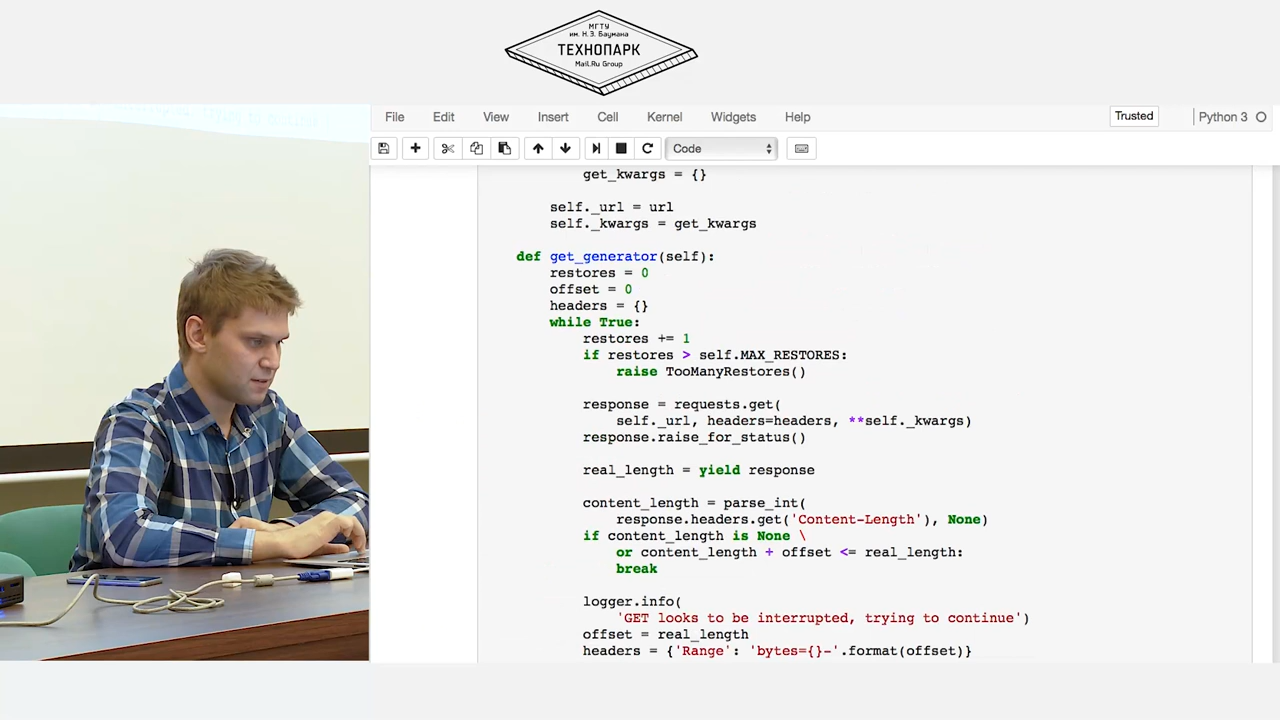 МГТУ
им. Н.Э. Баумана
ТЕХНОПАРК
Mail.Ru Group
File Edit View Insert Cell Kernel Widgets Help Trusted Python 3
Code
get_kwargs = {}
self._url = url
self._kwargs = get_kwargs
def get_generator(self):
restores = 0
offset = 0
headers = {}
while True:
restores += 1
if restores > self.MAX_RESTORES:
raise TooManyRestores()
response = requests.get(
self._url, headers=headers, **self._kwargs)
response.raise_for_status()
real_length = yield response
content_length = parse_int(
response.headers.get('Content-Length'), None)
if content_length is None \
or content_length + offset <= real_length:
break
logger.info(
'GET looks to be interrupted, trying to continue')
offset = real_length
headers = {'Range': 'bytes={}-'.format(offset)}